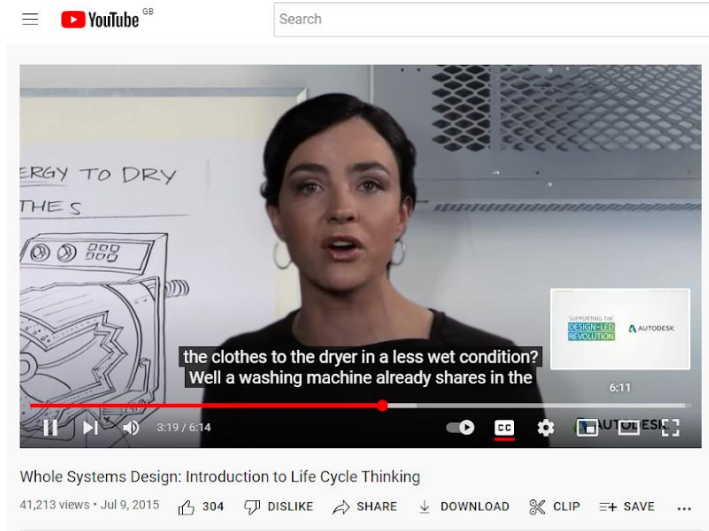 YouTube GB
Search
ERGY TO DRY
THES
the clothes to the dryer in a less wet condition?
Well a washing machine already shares in the
SUPPORTING THE
DESIGN-LED
REVOLUTION
AUTODESK
6:11
3:19 / 6:14
CC
AUTODESK
Whole Systems Design: Introduction to Life Cycle Thinking
41,213 views • Jul 9, 2015 304 DISLIKE SHARE DOWNLOAD CLIP SAVE ...